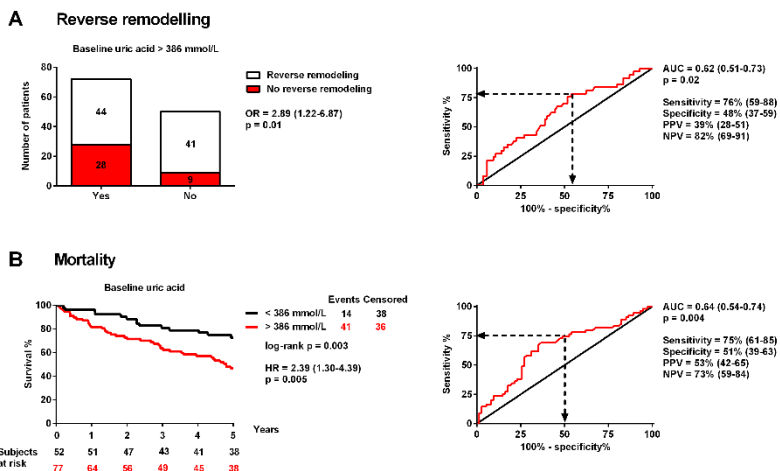 A Reverse remodelling
Baseline uric acid > 386 mmol/L
Number of patients
80
60
40
20
0
44
28
41
9
Yes
No
Reverse remodeling
No reverse remodeling
OR = 2.89 (1.22-6.87)
p = 0.01
Sensitivity %
100
75
50
25
0
0
25
50
75
100
100% - specificity%
AUC = 0.62 (0.51-0.73)
p = 0.02
Sensitivity = 76% (59-88)
Specificity = 48% (37-59)
PPV = 39% (28-51)
NPV = 82% (69-91)
B Mortality
Baseline uric acid
Survival %
100
80
60
40
20
0
0 1 2 3 4 5 Years
Events Censored
< 386 mmol/L 14 38
> 386 mmol/L 41 36
log-rank p = 0.003
HR = 2.39 (1.30-4.39)
p = 0.005
Subjects
at risk
52 51 47 43 41 38
77 64 56 49 45 38
Sensitivity %
100
75
50
25
0
0
25
50
75
100
100% - specificity%
AUC = 0.64 (0.54-0.74)
p = 0.004
Sensitivity = 75% (61-85)
Specificity = 51% (39-63)
PPV = 53% (42-65)
NPV = 73% (59-84)